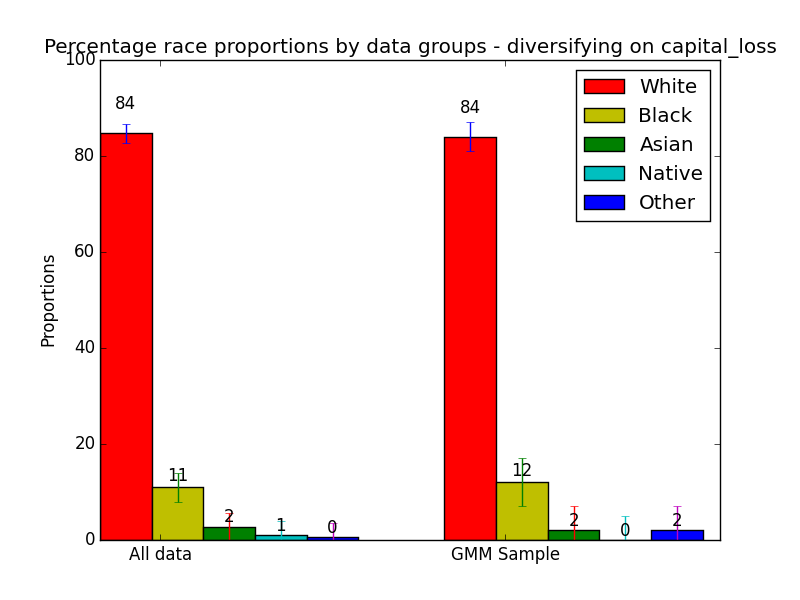 Percentage race proportions by data groups - diversifying on capital_loss
100
80
60
40
20
0
Proportions
84
11
2
1
0
84
12
2
0
2
White
Black
Asian
Native
Other
All data
GMM Sample